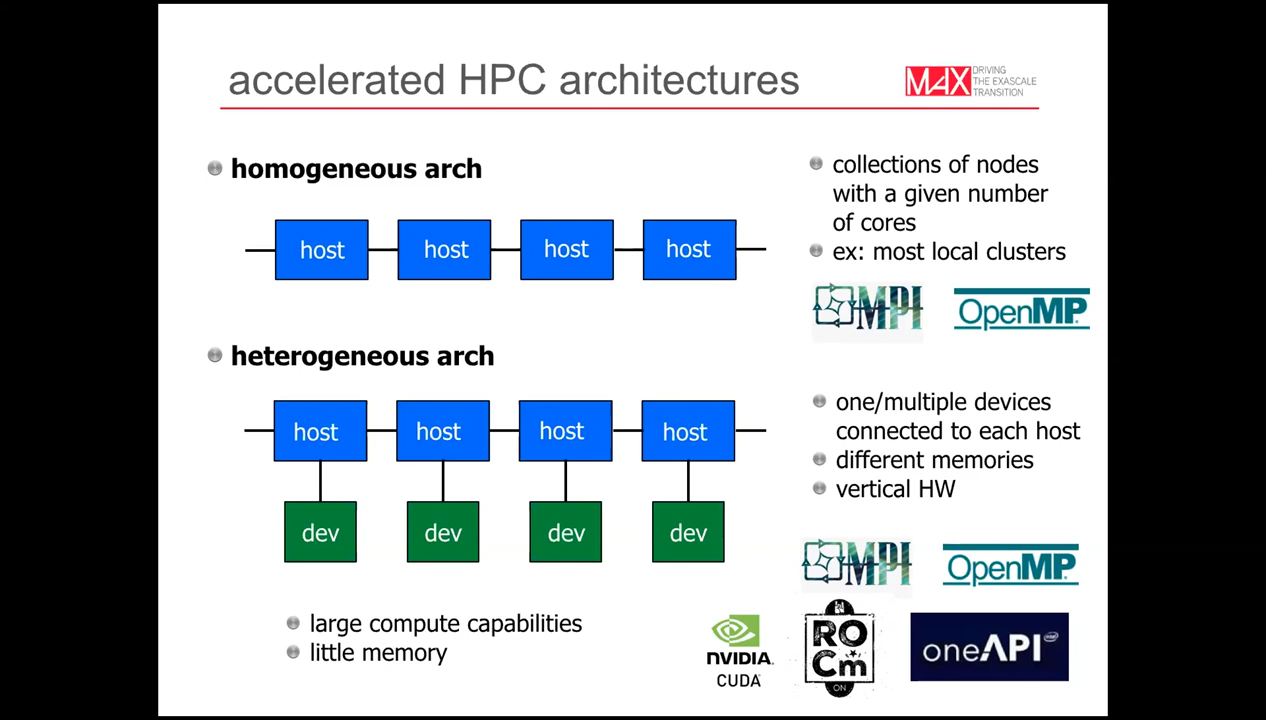 accelerated HPC architectures
MAX
DRIVING
THE EXASCALE
TRANSITION
homogeneous arch
host host host host
collections of nodes
with a given number
of cores
ex: most local clusters
MPI
OpenMP
heterogeneous arch
host host host host
dev dev dev dev
one/multiple devices
connected to each host
different memories
vertical HW
MPI
OpenMP
large compute capabilities
little memory
NVIDIA
CUDA
ROCm
ON
oneAPI
intel